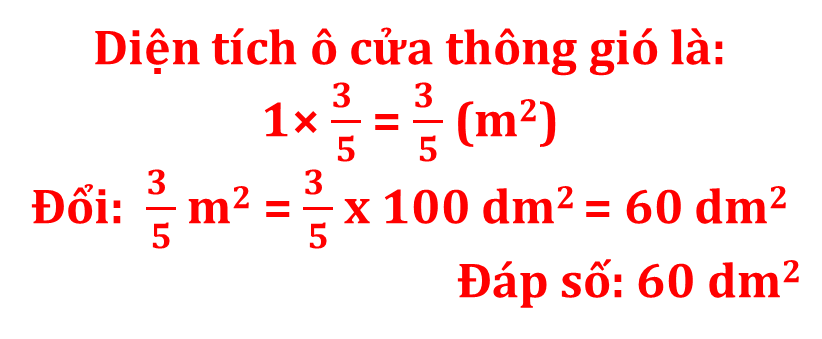 Diện tích ô cửa thông gió là:
1× 3/5 = 3/5 (m²)
Đổi: 3/5 m² = 3/5 x 100 dm² = 60 dm²
Đáp số: 60 dm²